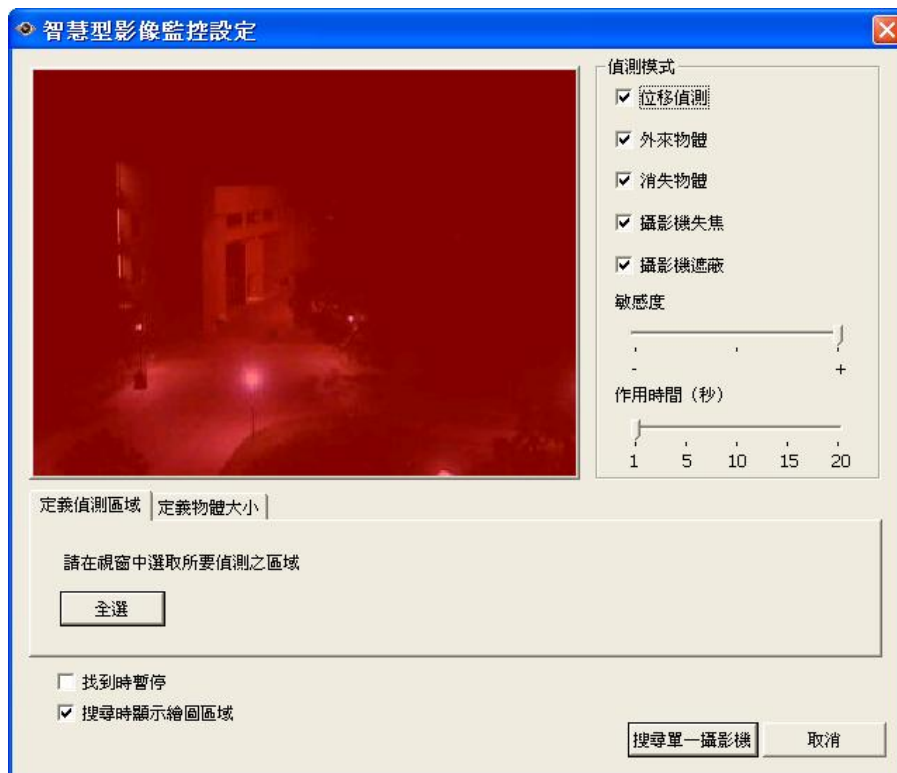 智慧型影像監控設定
偵測模式
位移偵測
外來物體
消失物體
攝影機失焦
攝影機遮蔽
敏感度
- +
作用時間（秒）
1 5 10 15 20
定義偵測區域 定義物體大小
請在視窗中選取所要偵測之區域
全選
找到時暫停
搜尋時顯示繪圖區域
搜尋單一攝影機 取消